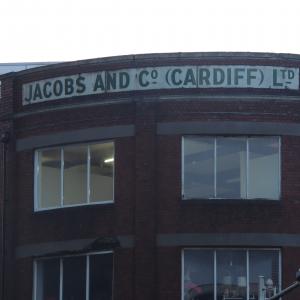 JACOBS AND Co (CARDIFF) LTD